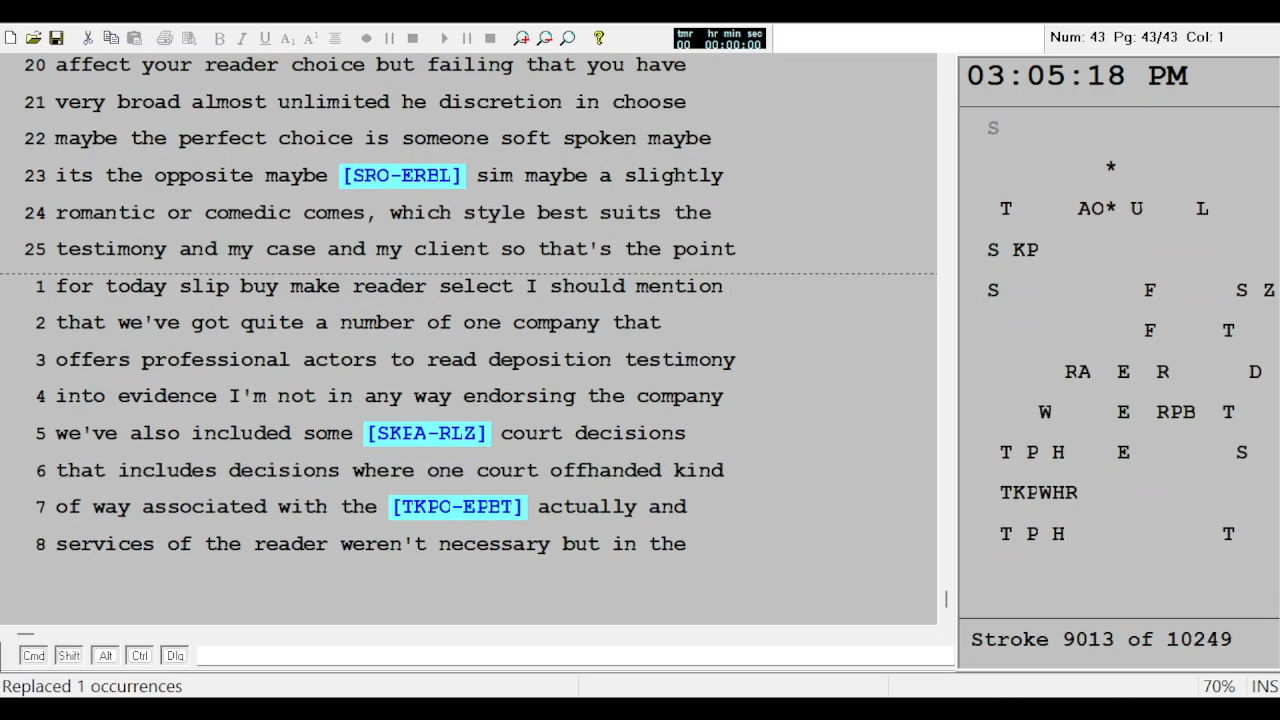 B I U A₁ A¹ tmr hr min sec Num: 43 Pg: 43/43 Col: 1
00 00:00:00
20 affect your reader choice but failing that you have
21 very broad almost unlimited he discretion in choose
22 maybe the perfect choice is someone soft spoken maybe
23 its the opposite maybe [SRO-ERBL] sim maybe a slightly
24 romantic or comedic comes, which style best suits the
25 testimony and my case and my client so that's the point
1 for today slip buy make reader select I should mention
2 that we've got quite a number of one company that
3 offers professional actors to read deposition testimony
4 into evidence I'm not in any way endorsing the company
5 we've also included some [SKPA-RLZ] court decisions
6 that includes decisions where one court offhanded kind
7 of way associated with the [TKPO-EPBT] actually and
8 services of the reader weren't necessary but in the
03:05:18 PM
S
*
T AO* U L
S KP
S F S Z
F T
RA E R D
W E RPB T
T P H E S
TKPWHR
T P H T
Stroke 9013 of 10249
Cmd Shift Alt Ctrl Dlg
Replaced 1 occurrences 70% INS